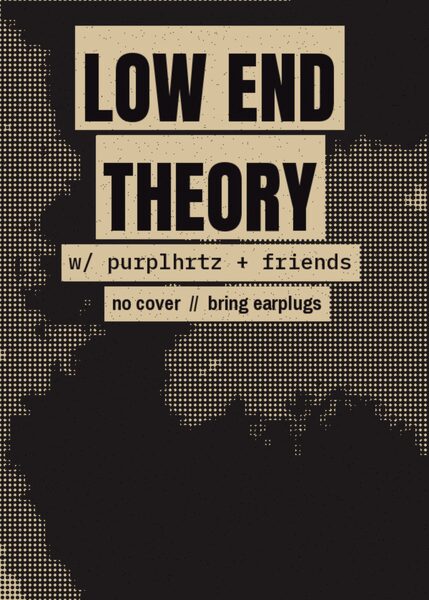 LOW END
THEORY
w/ purplhrtz + friends
no cover // bring earplugs